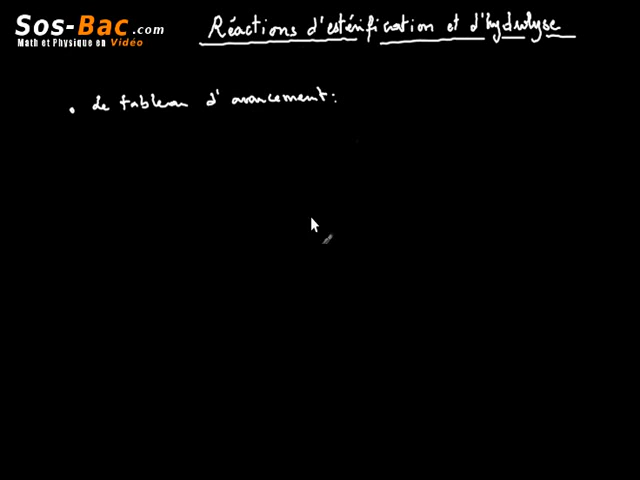 Sos-Bac.com
Math et Physique en Vidéo
Réactions d'estérification et d'hydrolyse
• Le tableau d'avancement :